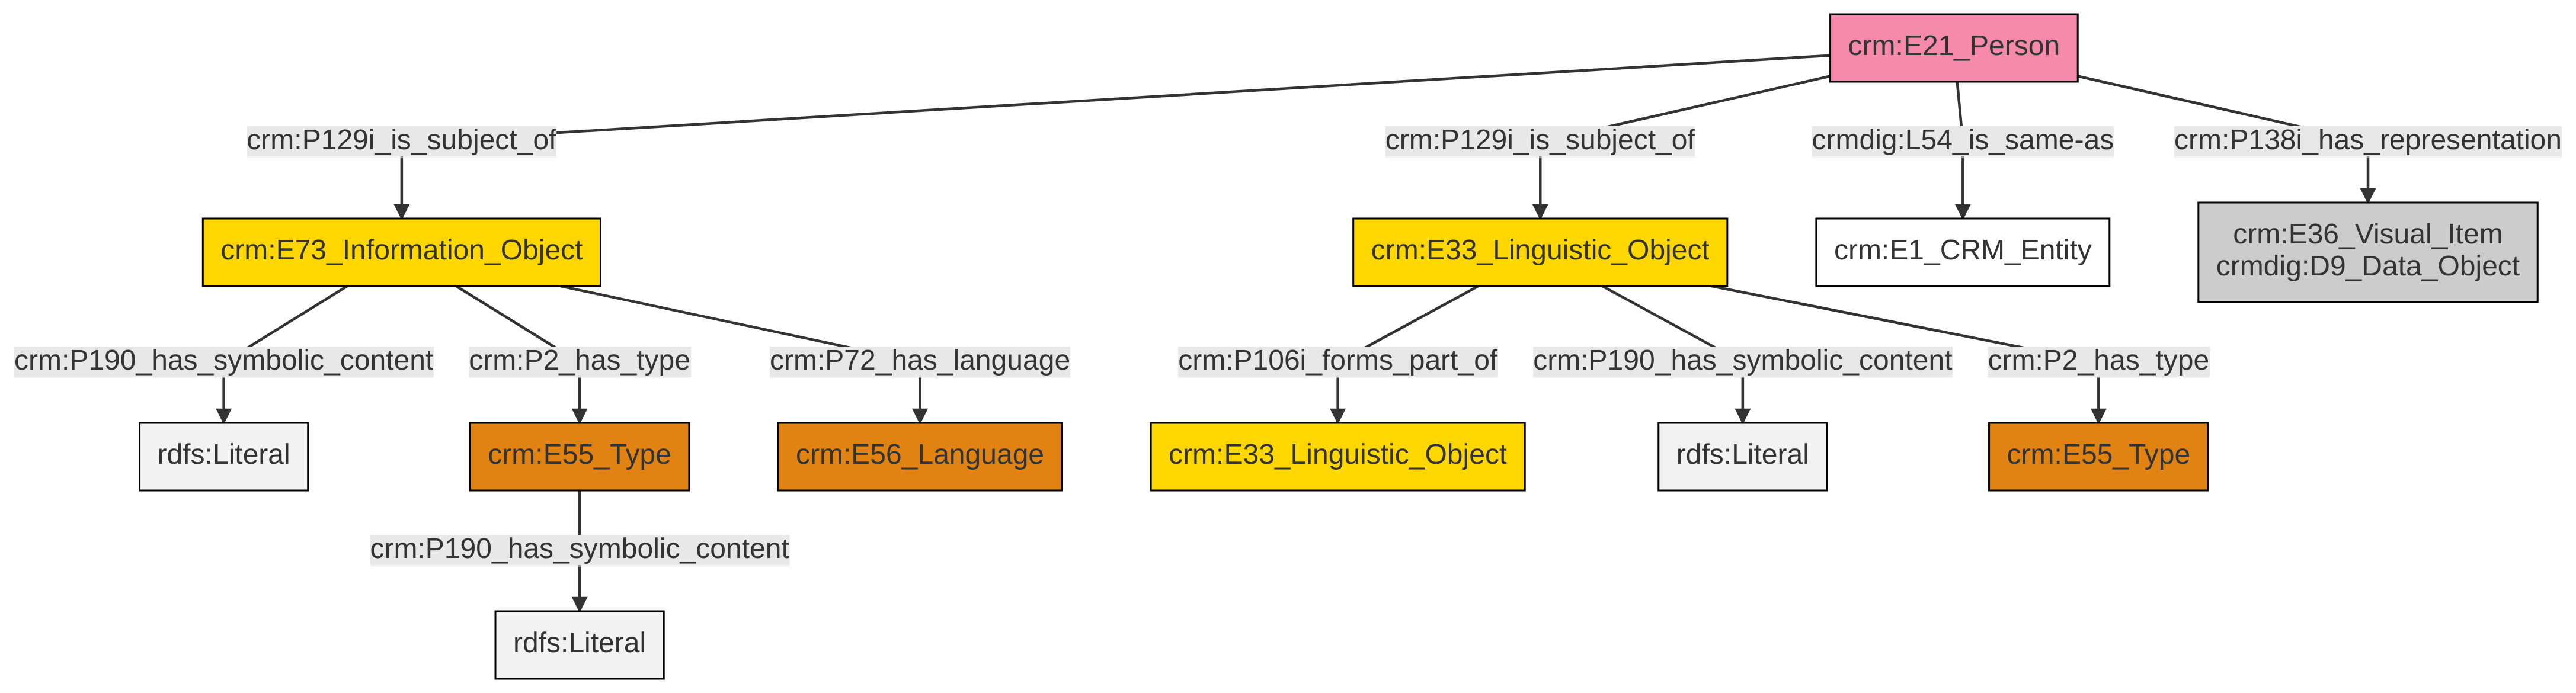 crm:E21_Person
crm:P129i_is_subject_of
crm:P129i_is_subject_of
crmdig:L54_is_same-as
crm:P138i_has_representation
crm:E73_Information_Object
crm:E33_Linguistic_Object
crm:E1_CRM_Entity
crm:E36_Visual_Item
crmdig:D9_Data_Object
crm:P190_has_symbolic_content
crm:P2_has_type
crm:P72_has_language
crm:P106i_forms_part_of
crm:P190_has_symbolic_content
crm:P2_has_type
rdfs:Literal
crm:E55_Type
crm:E56_Language
crm:E33_Linguistic_Object
rdfs:Literal
crm:E55_Type
crm:P190_has_symbolic_content
rdfs:Literal